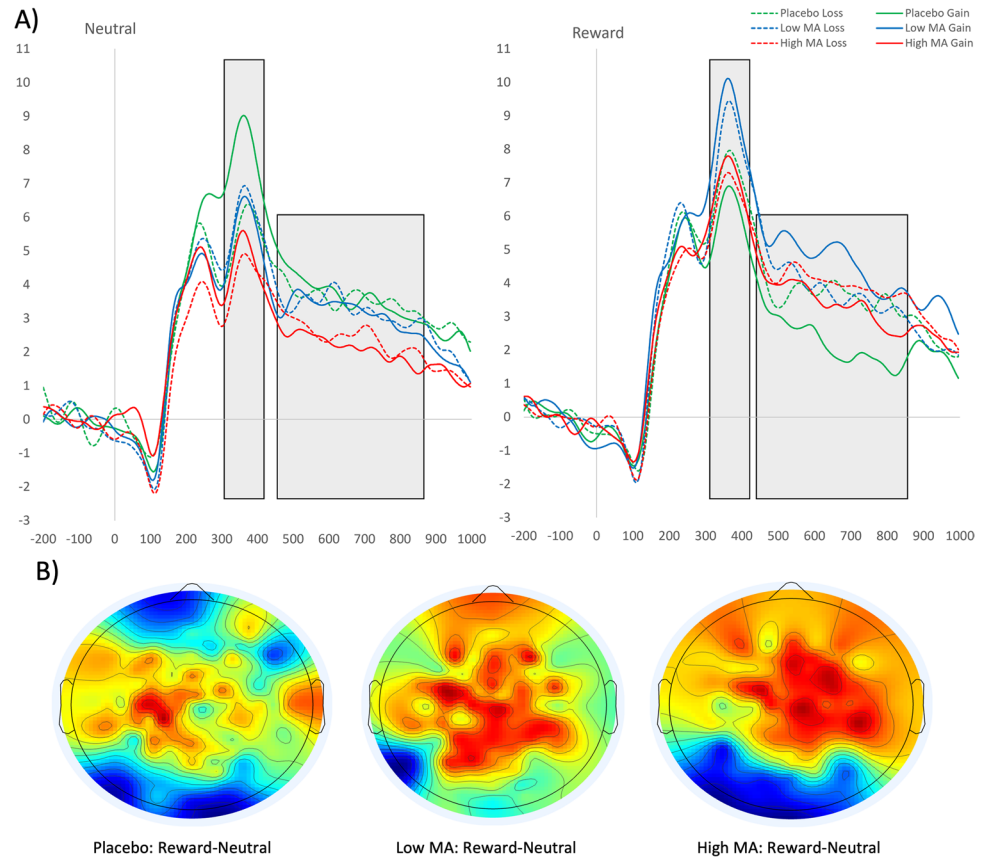 A)
Neutral
Reward
Placebo Loss
Placebo Gain
Low MA Loss
Low MA Gain
High MA Loss
High MA Gain
11
10
9
8
7
6
5
4
3
2
1
0
-1
-2
-3
-200 -100 0 100 200 300 400 500 600 700 800 900 1000
11
10
9
8
7
6
5
4
3
2
1
0
-1
-2
-3
-200 -100 0 100 200 300 400 500 600 700 800 900 1000
B)
Placebo: Reward-Neutral
Low MA: Reward-Neutral
High MA: Reward-Neutral